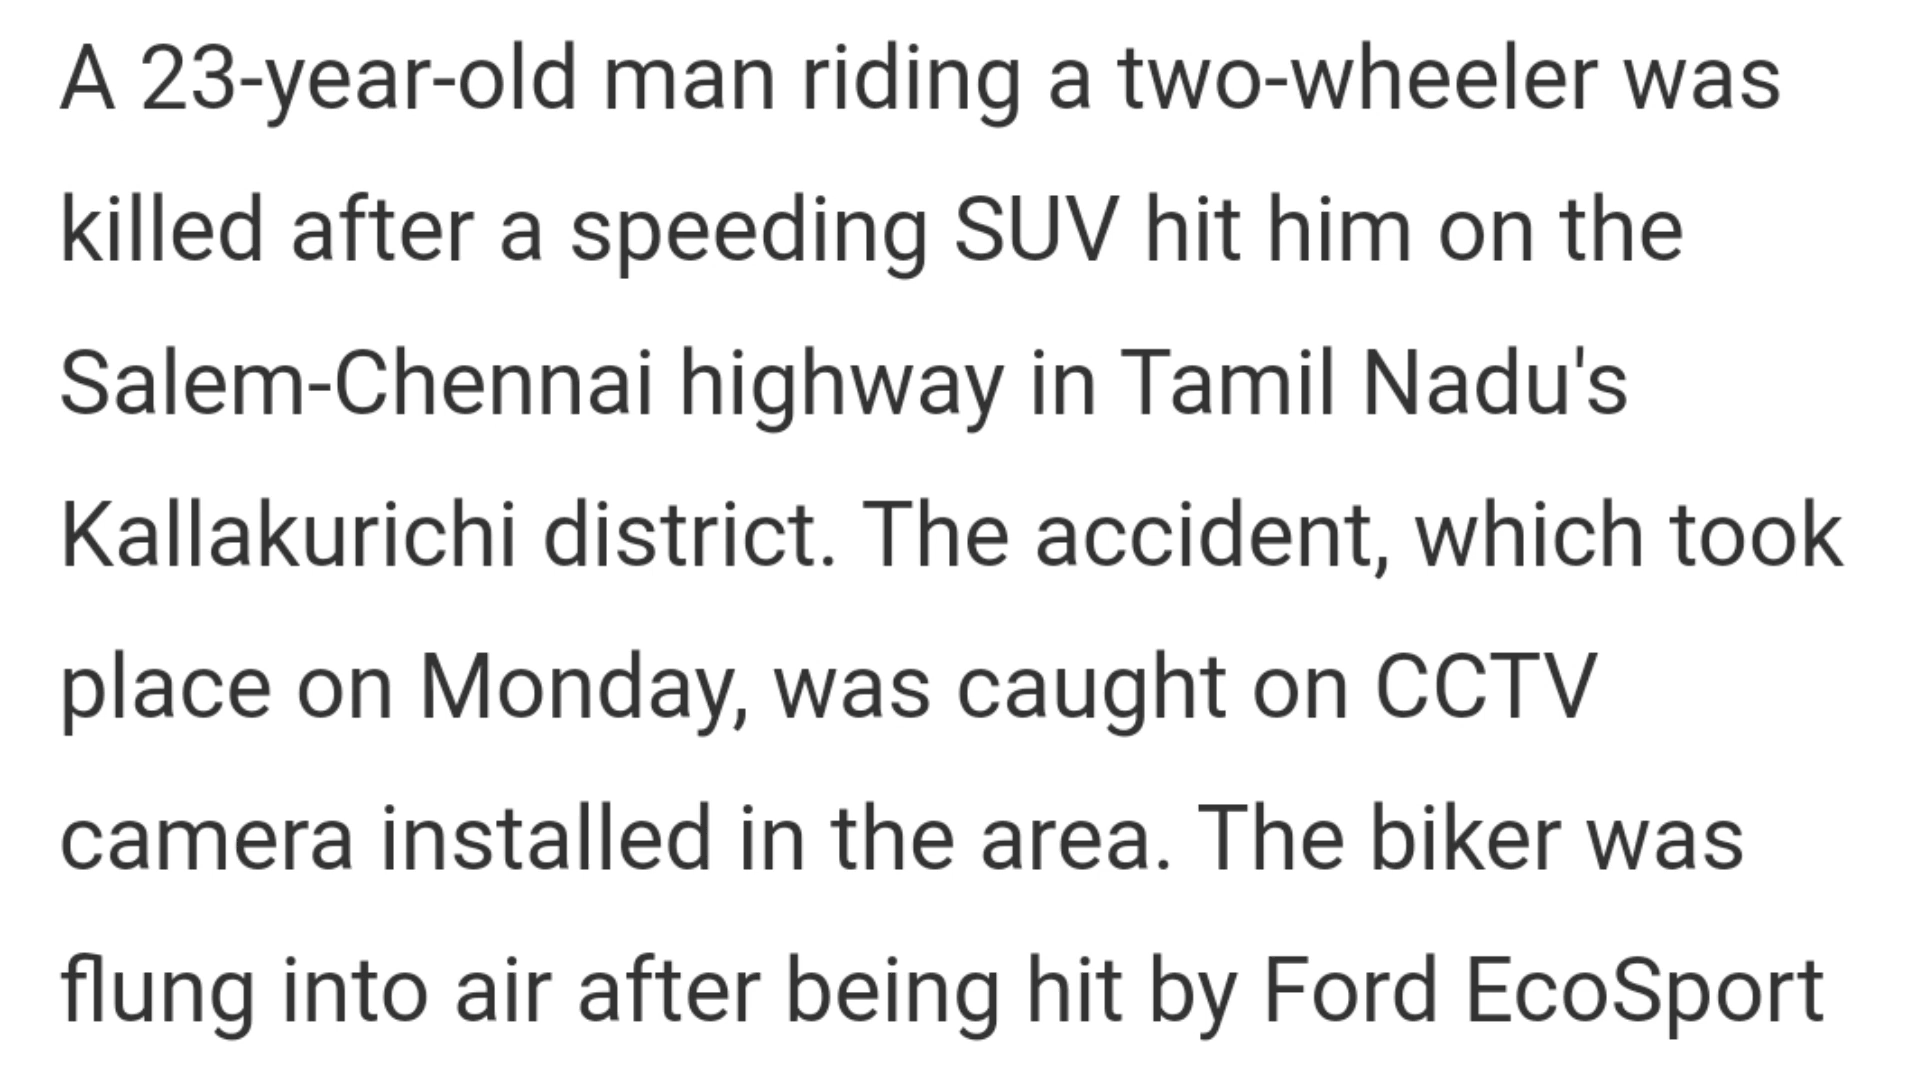 A 23-year-old man riding a two-wheeler was
killed after a speeding SUV hit him on the
Salem-Chennai highway in Tamil Nadu's
Kallakurichi district. The accident, which took
place on Monday, was caught on CCTV
camera installed in the area. The biker was
flung into air after being hit by Ford EcoSport